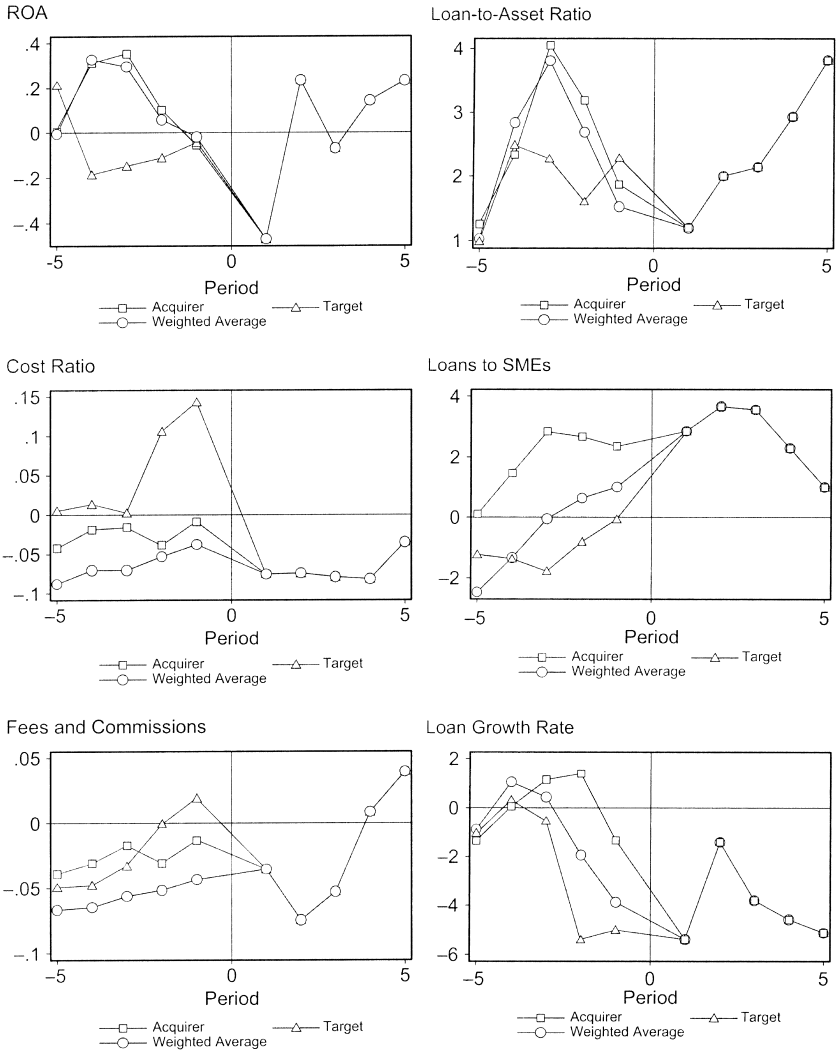 ROA
.4
.2
0
−.2
−.4
-5 0 5
Period
Acquirer Target
Weighted Average
Loan-to-Asset Ratio
4
3
2
1
−5 0 5
Period
Acquirer Target
Weighted Average
Cost Ratio
.15
.1
.05
0
−.05
−.1
−5 0 5
Period
Acquirer Target
Weighted Average
Loans to SMEs
4
2
0
−2
−5 0 5
Period
Acquirer Target
Weighted Average
Fees and Commissions
.05
0
−.05
−.1
−5 0 5
Period
Acquirer Target
Weighted Average
Loan Growth Rate
2
0
−2
−4
−6
−5 0 5
Period
Acquirer Target
Weighted Average